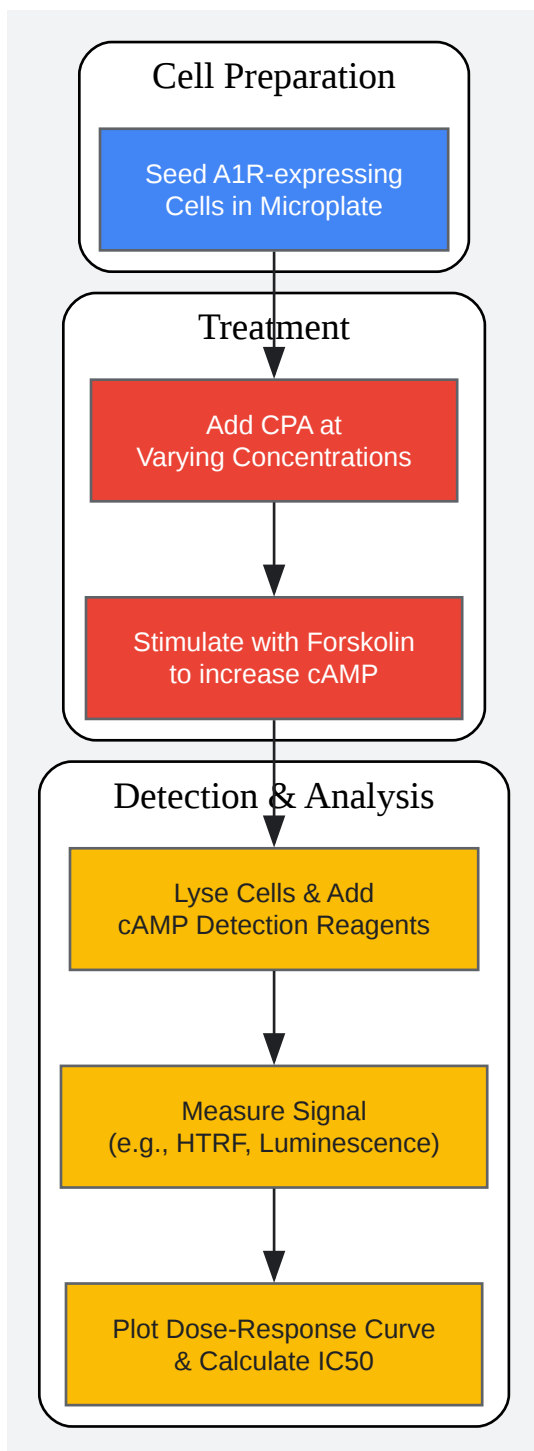 Cell Preparation
Seed A1R-expressing
Cells in Microplate
Treatment
Add CPA at
Varying Concentrations
Stimulate with Forskolin
to increase cAMP
Detection & Analysis
Lyse Cells & Add
cAMP Detection Reagents
Measure Signal
(e.g., HTRF, Luminescence)
Plot Dose-Response Curve
& Calculate IC50